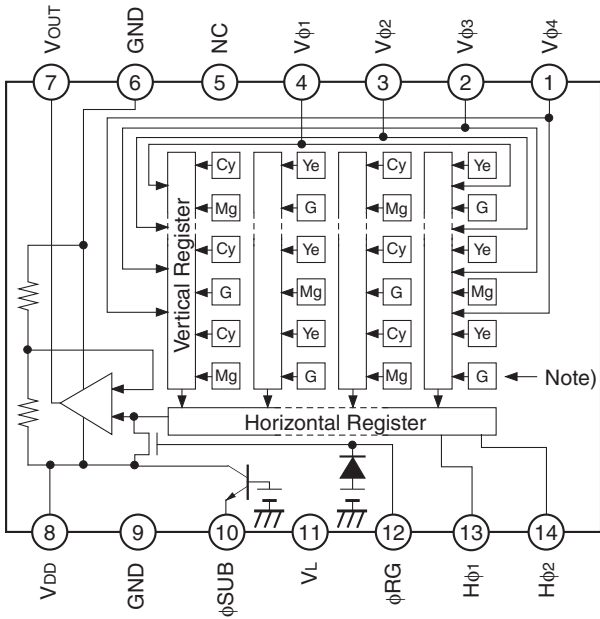 VOUT GND NC Vϕ1 Vϕ2 Vϕ3 Vϕ4
7 6 5 4 3 2 1
Cy Ye Cy Ye
Mg G Mg G
Cy Ye Cy Ye
G Mg G Mg
Cy Ye Cy Ye
Mg G Mg G Note)
Vertical Register
Horizontal Register
8 9 10 11 12 13 14
VDD GND ϕSUB VL ϕRG Hϕ1 Hϕ2